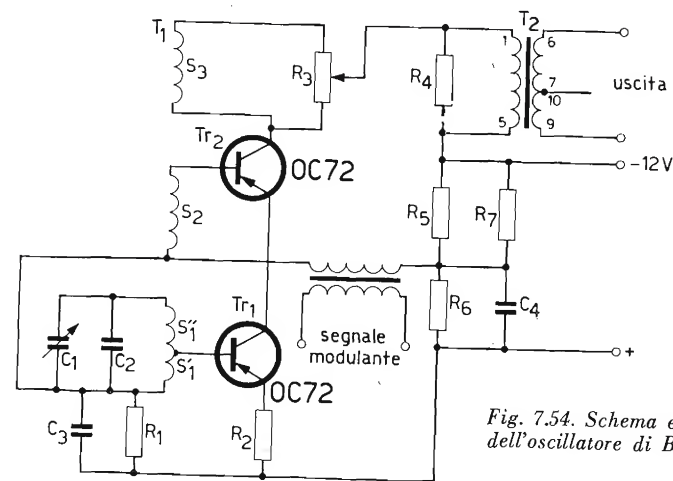 T1
S3
R3
R4
T2
1
6
7
10
5
9
uscita
Tr2
OC72
-12V
S2
R5
R7
Tr1
R6
C4
segnale
modulante
C1
C2
S1''
S1'
OC72
+
C3
R1
R2
Fig. 7.54. Schema e
dell'oscillatore di B